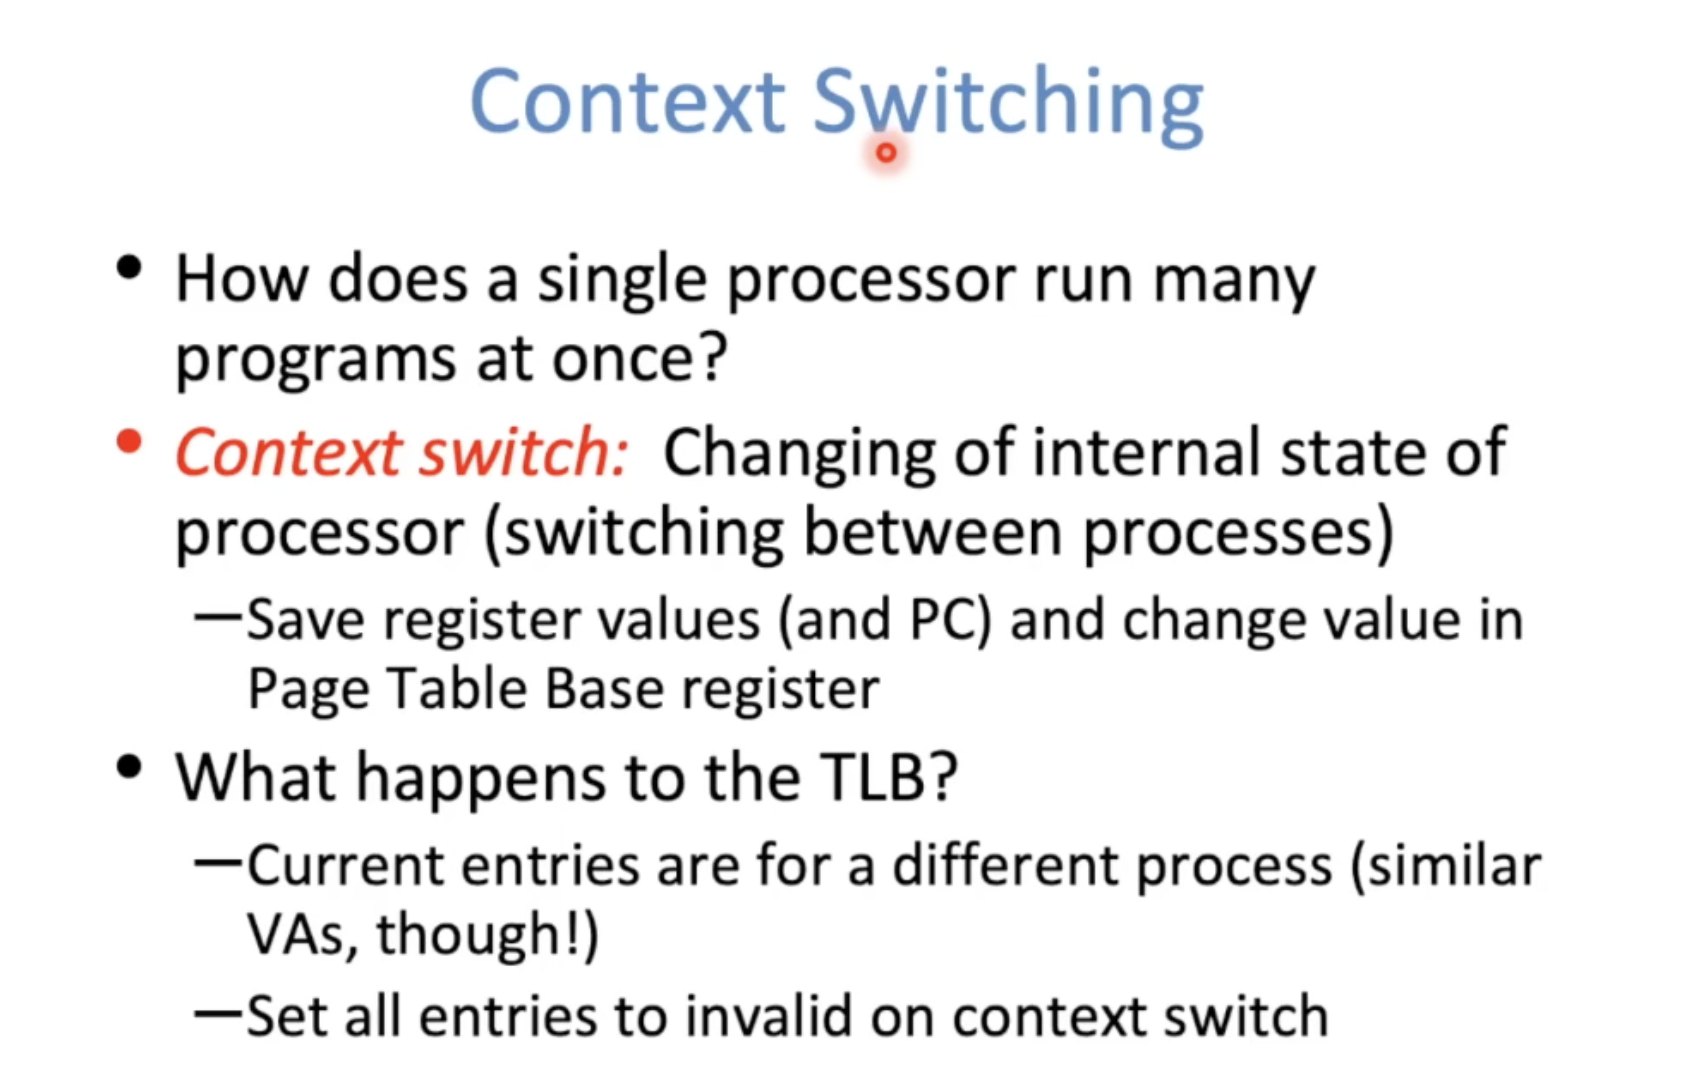 Context Switching
• How does a single processor run many
programs at once?
• Context switch: Changing of internal state of
processor (switching between processes)
—Save register values (and PC) and change value in
Page Table Base register
• What happens to the TLB?
—Current entries are for a different process (similar
VAs, though!)
—Set all entries to invalid on context switch